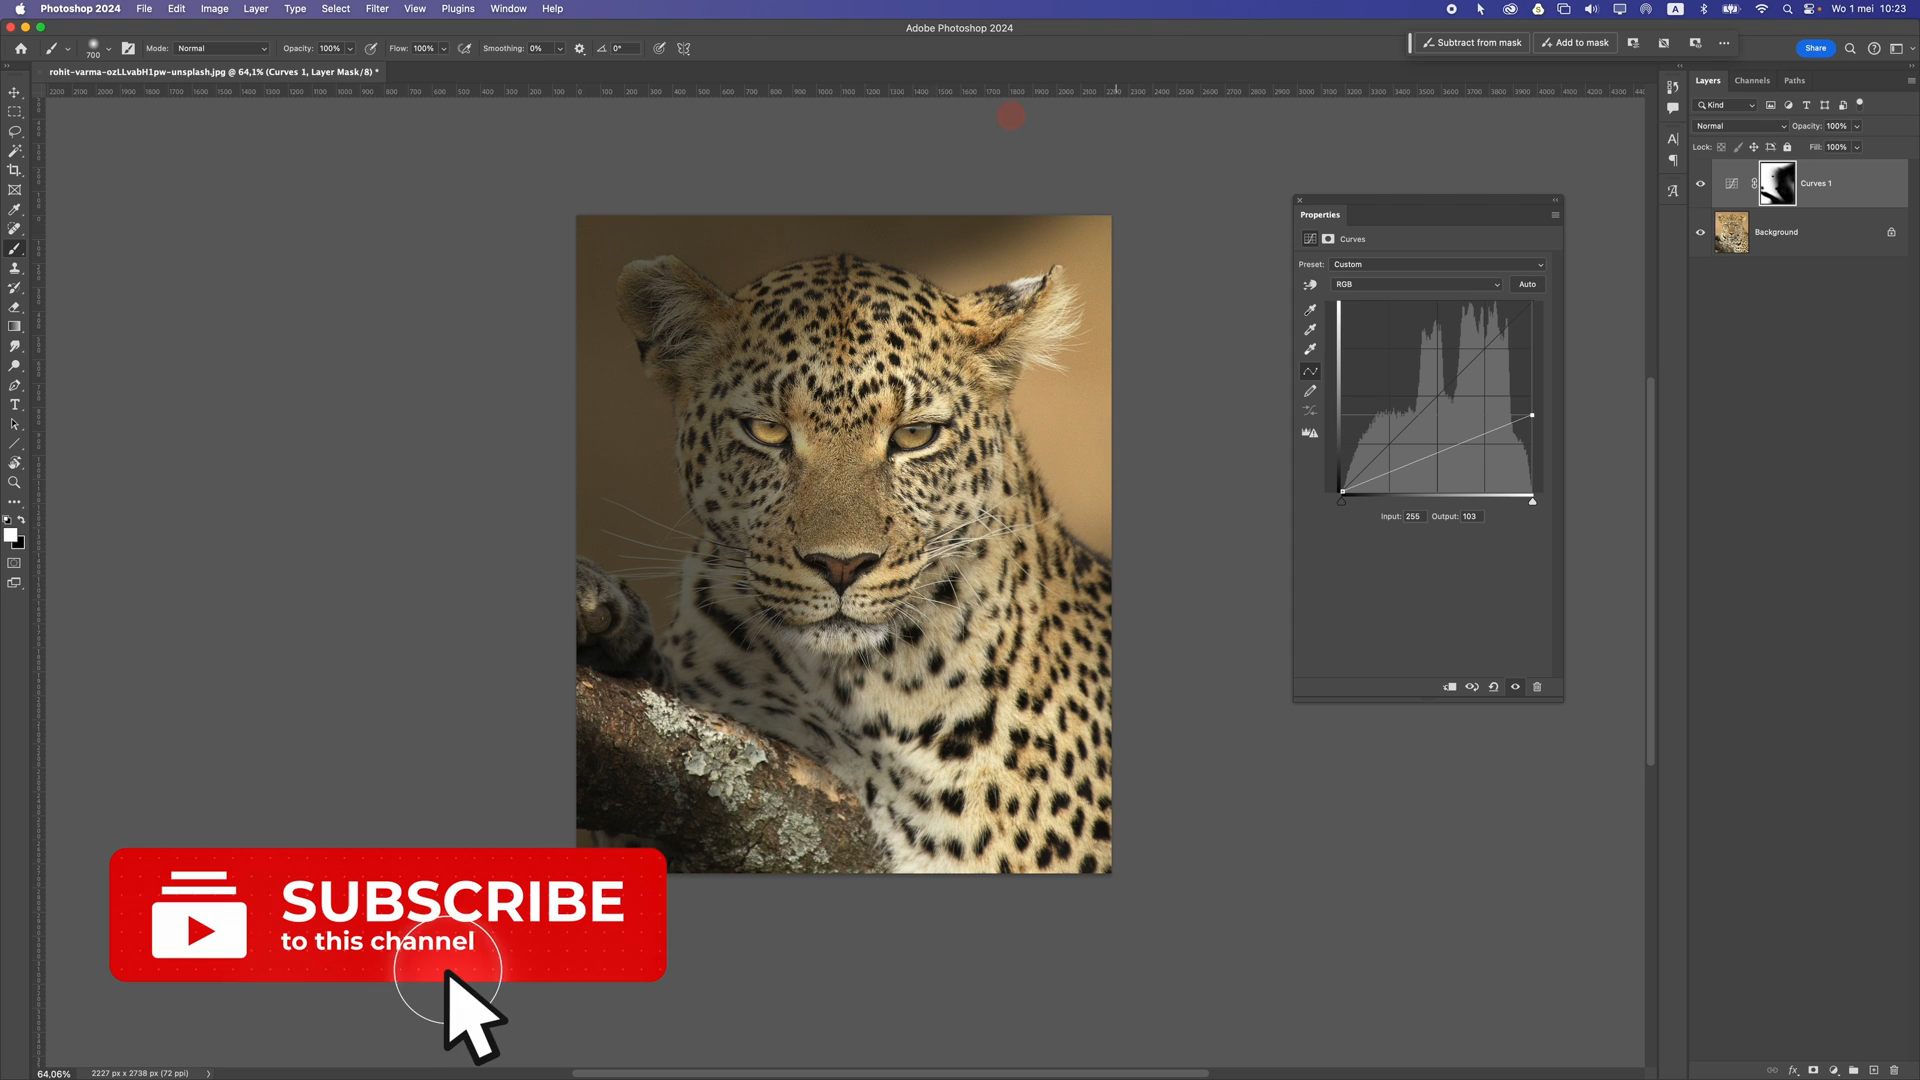 Photoshop 2024 File Edit Image Layer Type Select Filter View Plugins Window Help
A Wo 1 mei 10:23
Adobe Photoshop 2024
700 Mode: Normal Opacity: 100% Flow: 100% Smoothing: 0% 0°
Subtract from mask Add to mask
Share
rohit-varma-ozLLvabH1pw-unsplash.jpg @ 64,1% (Curves 1, Layer Mask/8) *
Layers Channels Paths
Kind
Normal Opacity: 100%
Lock: Fill: 100%
Curves 1
Background
Properties
Curves
Preset: Custom
RGB Auto
Input: 255 Output: 103
SUBSCRIBE
to this channel
64,06% 2227 px x 2738 px (72 ppi)